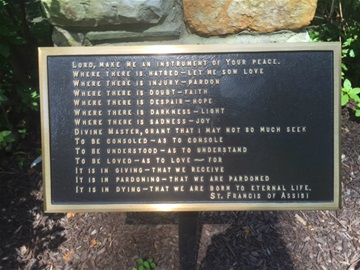 Lord, make me an instrument of Your peace.
Where there is hatred—let me sow love
Where there is injury—pardon
Where there is doubt—faith
Where there is despair—hope
Where there is darkness—light
Where there is sadness—joy
Divine Master, grant that I may not so much seek
To be consoled—as to console
To be understood—as to understand
To be loved—as to love—for
It is in giving—that we receive
It is in pardoning—that we are pardoned
It is in dying—that we are born to eternal life.
St. Francis of Assisi